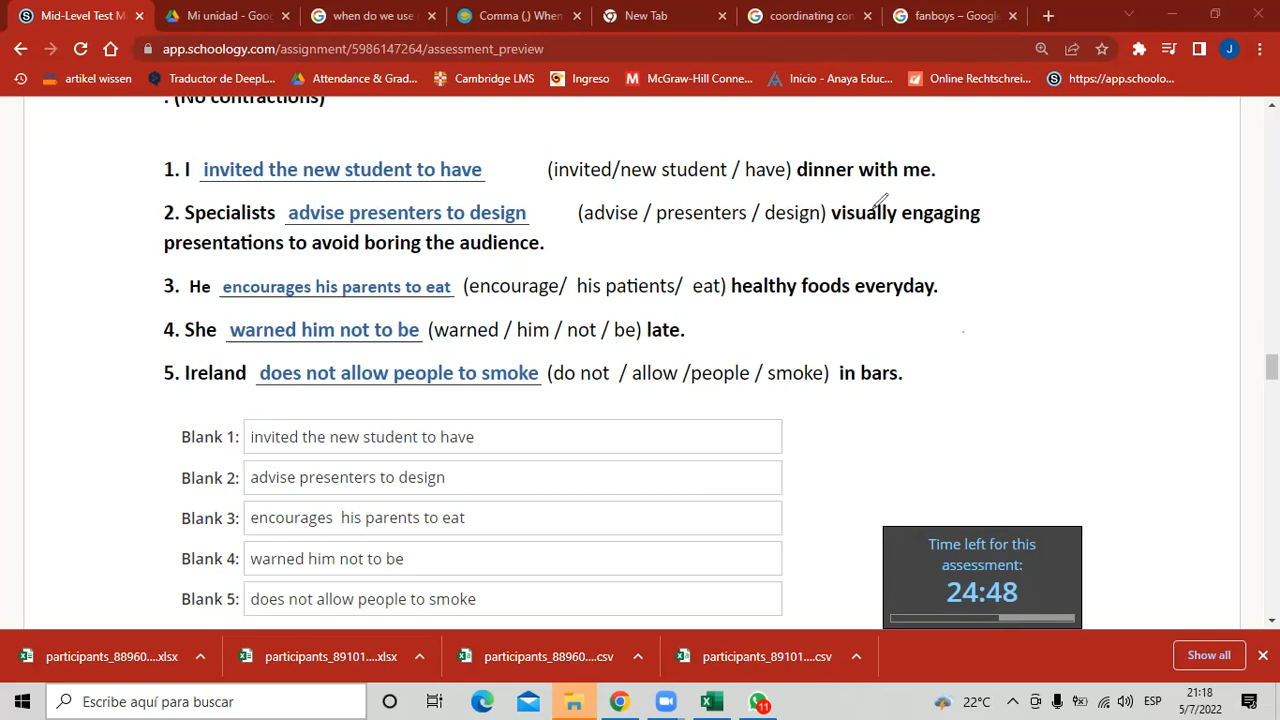 Mid-Level Test M
Mi unidad - Goo
when do we use
Comma (,) When
New Tab
coordinating con
fanboys – Google
app.schoology.com/assignment/5986147264/assessment_preview
J
artikel wissen
Traductor de DeepL...
Attendance & Grad...
Cambridge LMS
Ingreso
McGraw-Hill Conne...
Inicio - Anaya Educ...
Online Rechtschrei...
https://app.schoolo...
: (No contractions)
1. I invited the new student to have (invited/new student / have) dinner with me.
2. Specialists advise presenters to design (advise / presenters / design) visually engaging
presentations to avoid boring the audience.
3. He encourages his parents to eat (encourage/ his patients/ eat) healthy foods everyday.
4. She warned him not to be (warned / him / not / be) late.
5. Ireland does not allow people to smoke (do not / allow /people / smoke) in bars.
Blank 1: invited the new student to have
Blank 2: advise presenters to design
Blank 3: encourages his parents to eat
Blank 4: warned him not to be
Blank 5: does not allow people to smoke
Time left for this
assessment:
24:48
participants_88960....xlsx
participants_89101....xlsx
participants_88960....csv
participants_89101....csv
Show all
Escribe aquí para buscar
11
22°C
ESP
21:18
5/7/2022